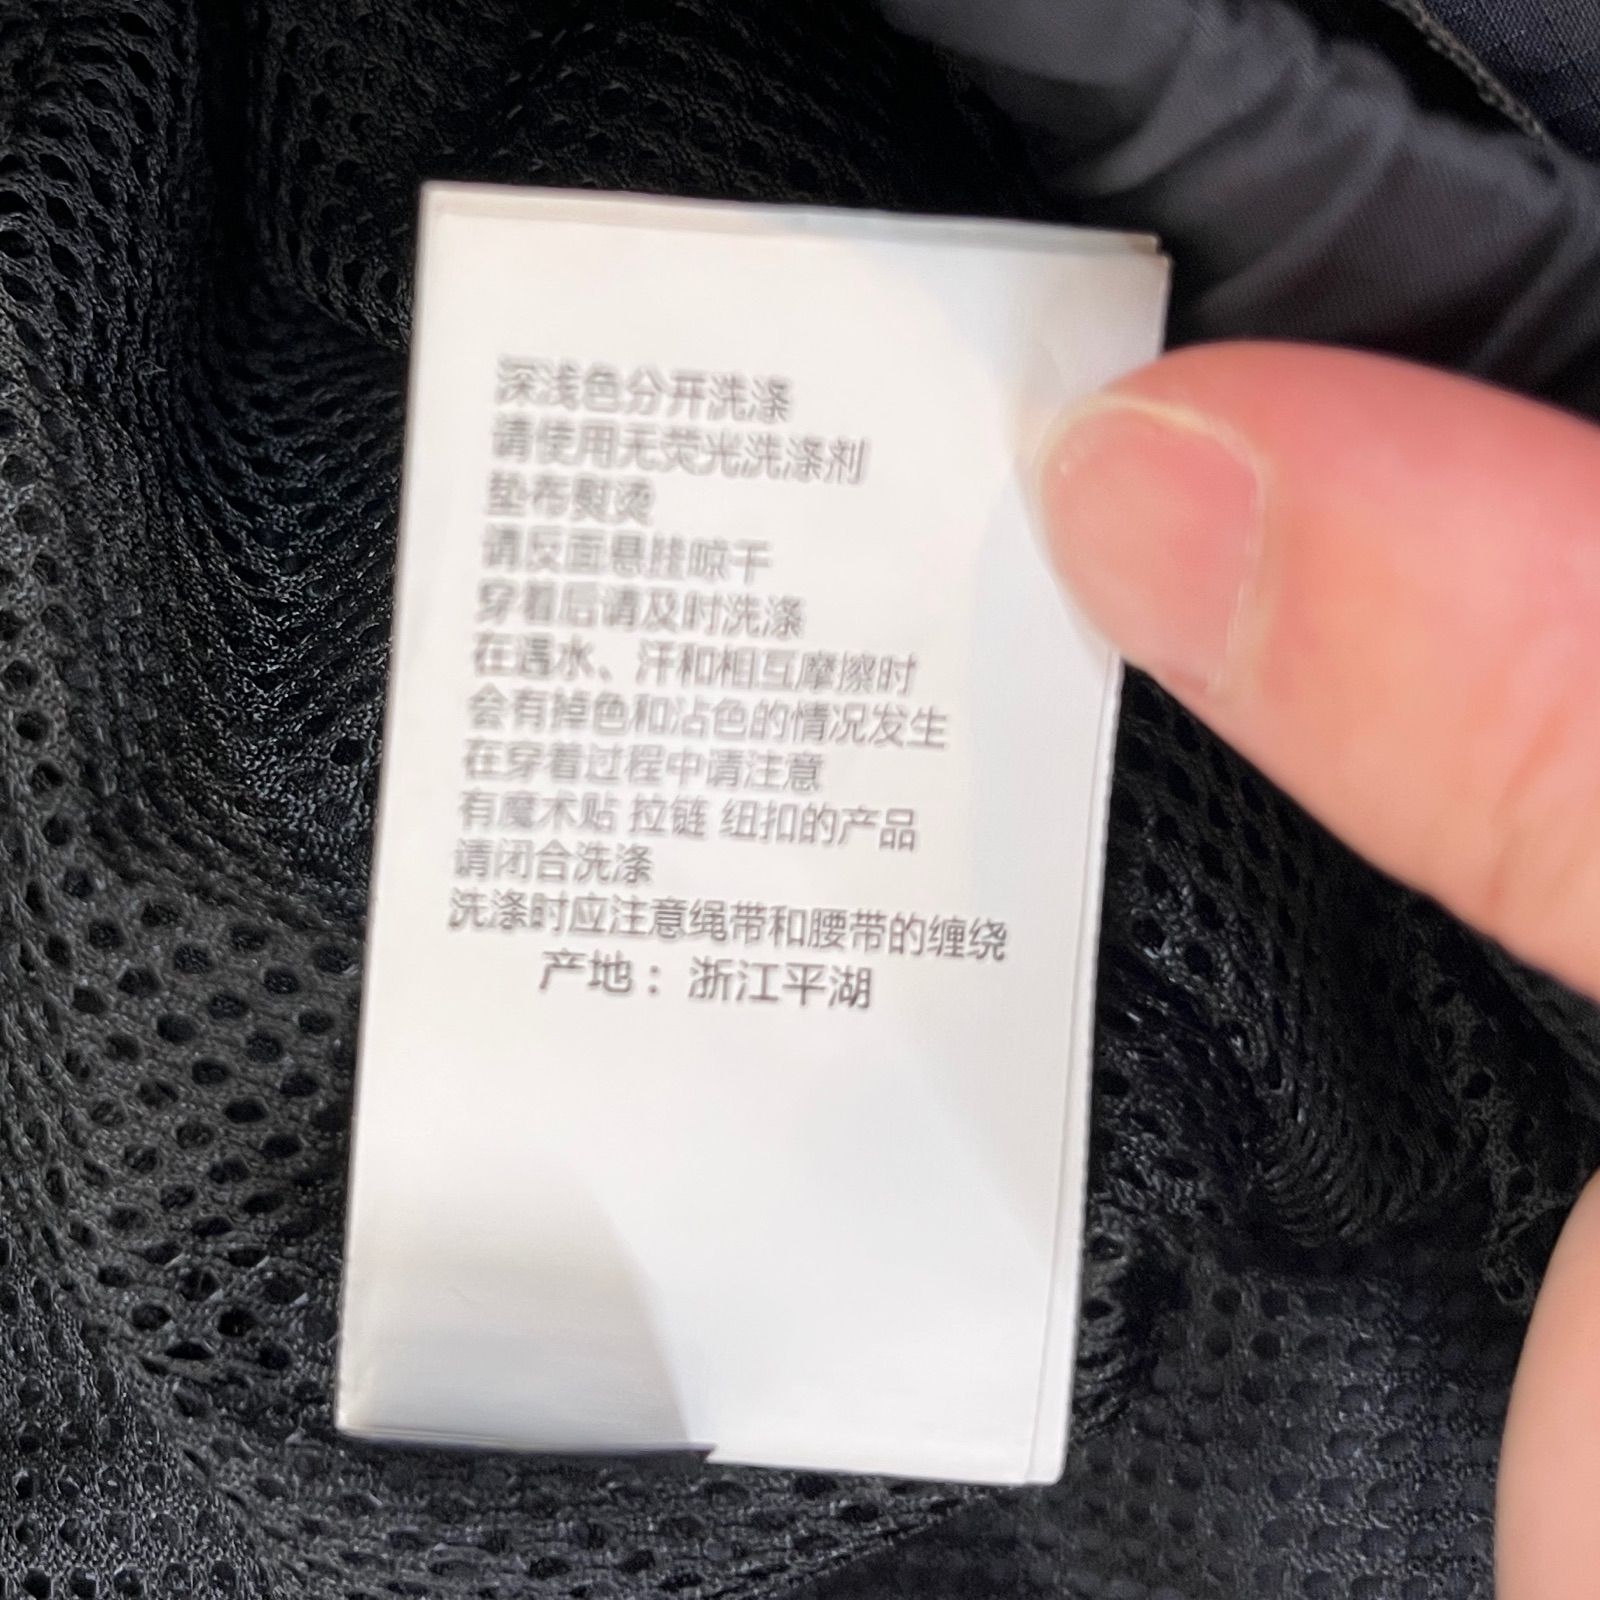 深浅色分开洗涤
请使用无荧光洗涤剂
垫布熨烫
请反面悬挂晾干
穿着后请及时洗涤
在遇水、汗和相互摩擦时
会有掉色和沾色的情况发生
在穿着过程中请注意
有魔术贴 拉链 纽扣的产品
请闭合洗涤
洗涤时应注意绳带和腰带的缠绕
产地：浙江平湖